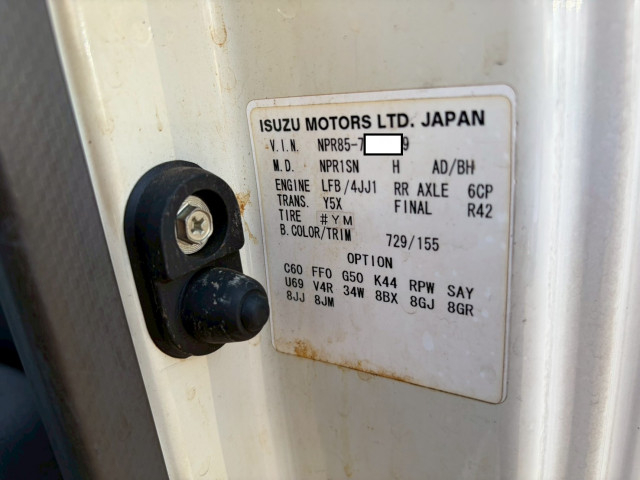 ISUZU MOTORS LTD. JAPAN
V.I.N. NPR85-7 9
M.D. NPR1SN H AD/BH
ENGINE LFB/4JJ1 RR AXLE 6CP
TRANS. Y5X FINAL R42
TIRE #YM
B.COLOR/TRIM 729/155
OPTION
C60 FF0 G50 K44 RPW SAY
U69 V4R 34W 8BX 8GJ 8GR
8JJ 8JM